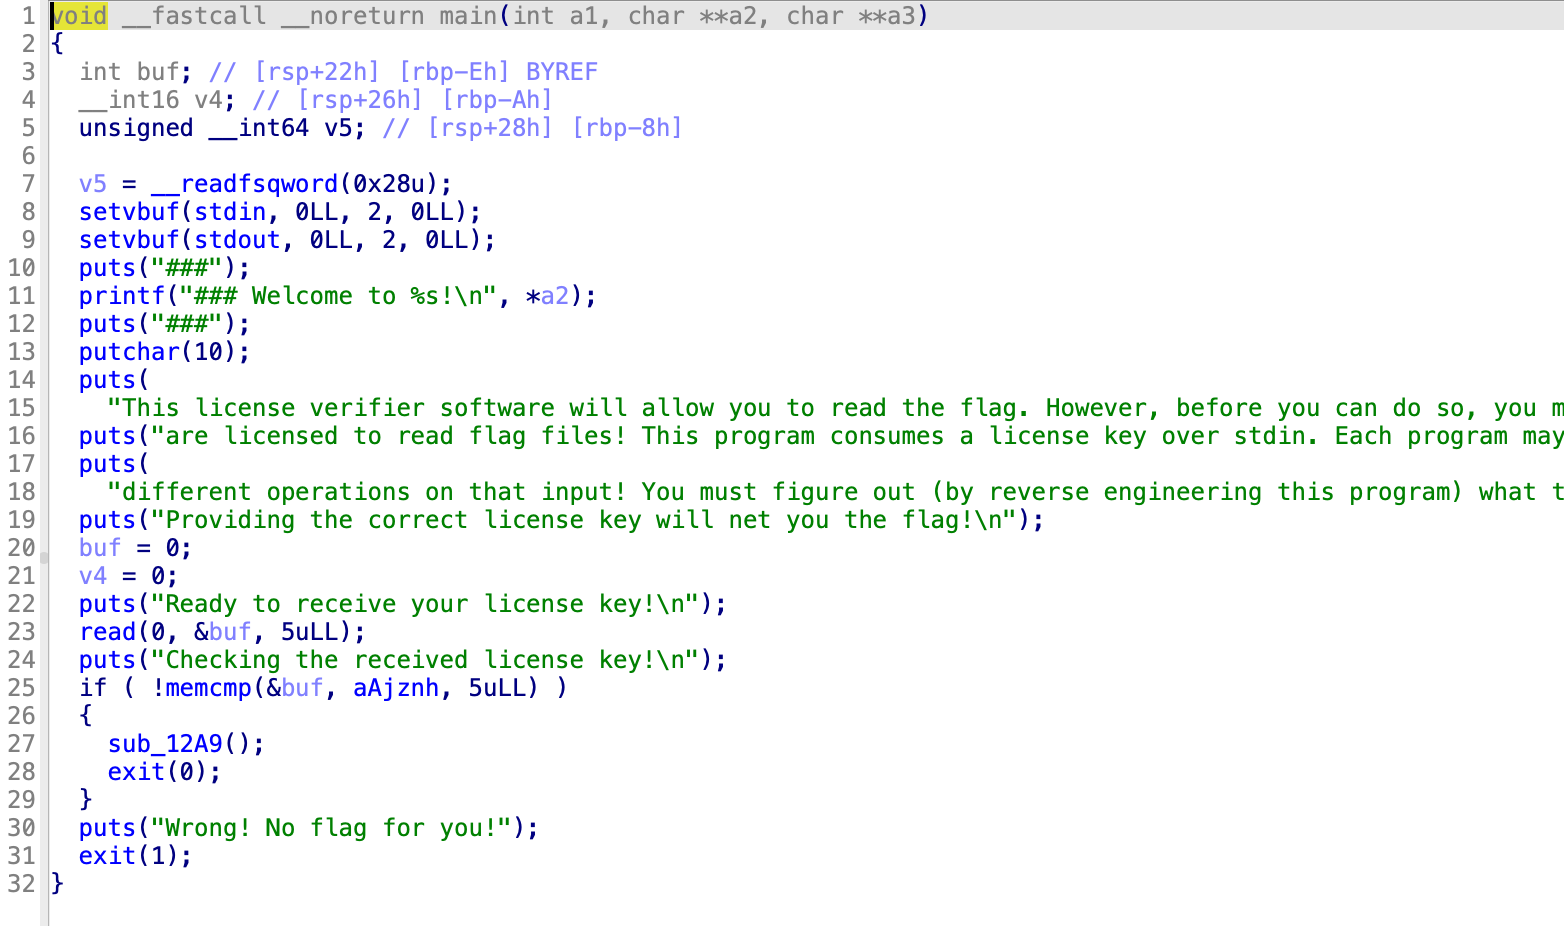 1 void __fastcall __noreturn main(int a1, char **a2, char **a3)
2 {
3   int buf; // [rsp+22h] [rbp-Eh] BYREF
4   __int16 v4; // [rsp+26h] [rbp-Ah]
5   unsigned __int64 v5; // [rsp+28h] [rbp-8h]
6
7   v5 = __readfsqword(0x28u);
8   setvbuf(stdin, 0LL, 2, 0LL);
9   setvbuf(stdout, 0LL, 2, 0LL);
10   puts("###");
11   printf("### Welcome to %s!\n", *a2);
12   puts("###");
13   putchar(10);
14   puts(
15     "This license verifier software will allow you to read the flag. However, before you can do so, you m
16   puts("are licensed to read flag files! This program consumes a license key over stdin. Each program may
17   puts(
18     "different operations on that input! You must figure out (by reverse engineering this program) what t
19   puts("Providing the correct license key will net you the flag!\n");
20   buf = 0;
21   v4 = 0;
22   puts("Ready to receive your license key!\n");
23   read(0, &buf, 5uLL);
24   puts("Checking the received license key!\n");
25   if ( !memcmp(&buf, aAjznh, 5uLL) )
26   {
27     sub_12A9();
28     exit(0);
29   }
30   puts("Wrong! No flag for you!");
31   exit(1);
32 }